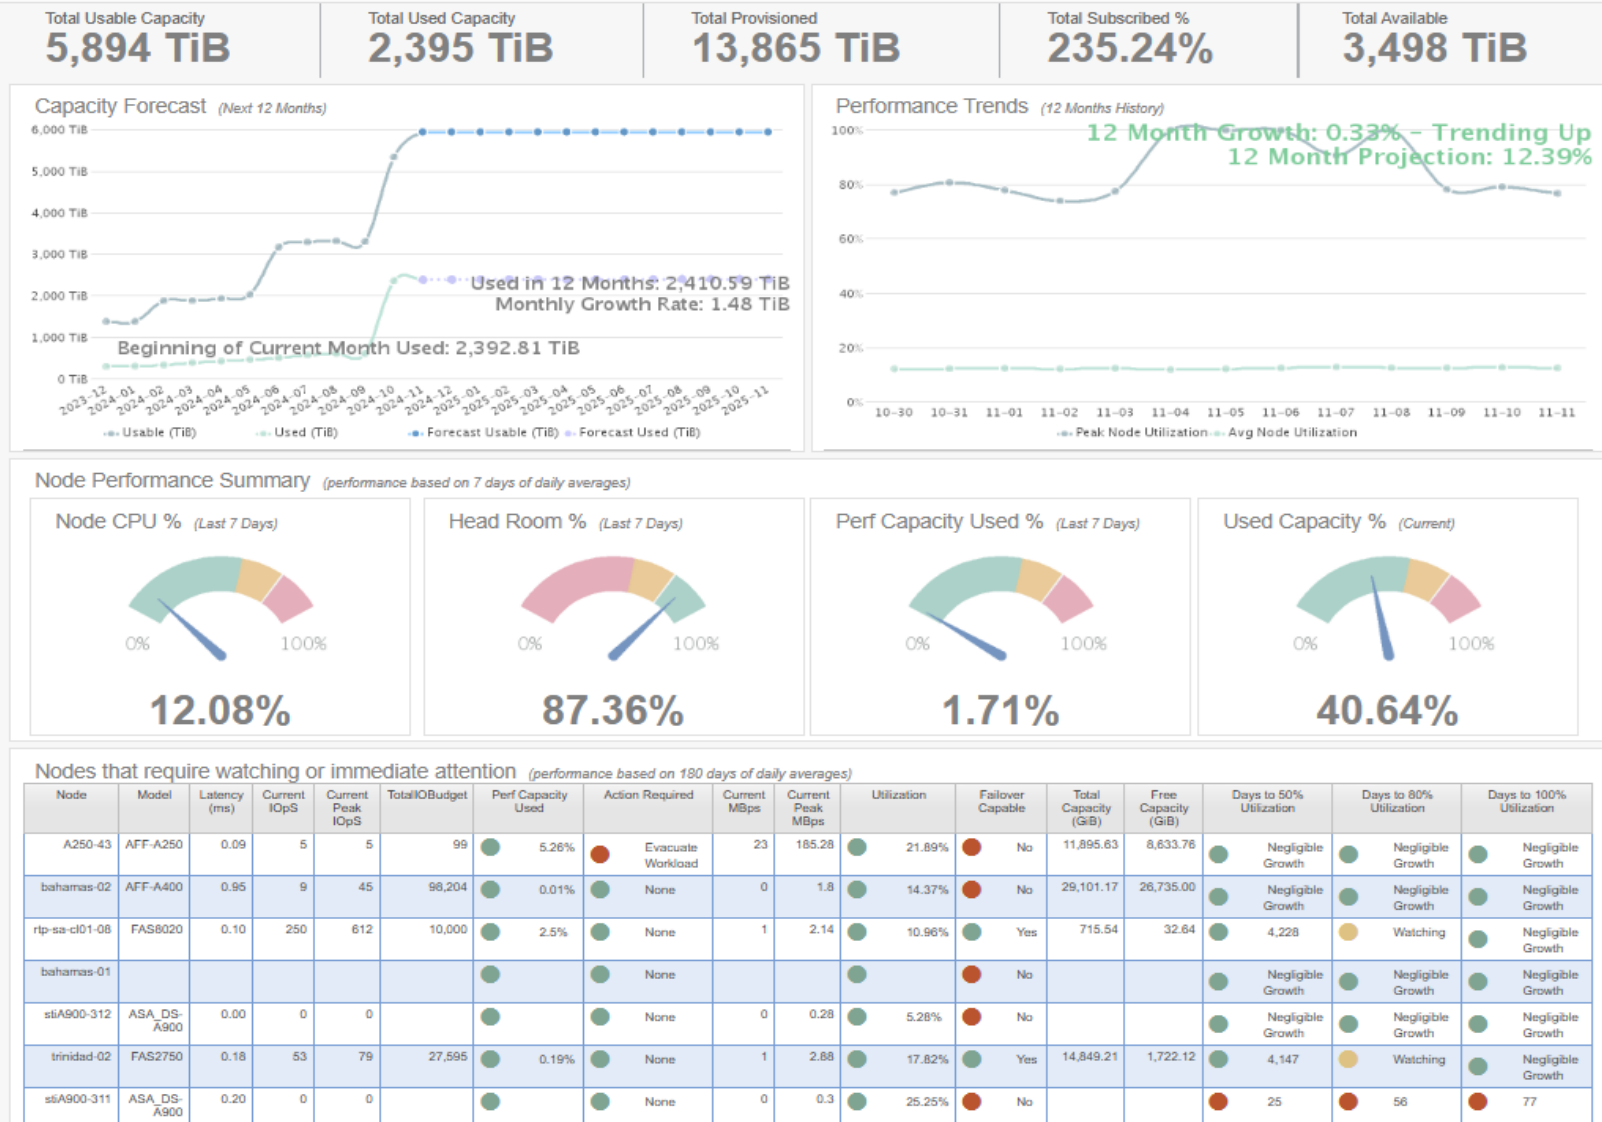 Total Usable Capacity
5,894 TiB
Total Used Capacity
2,395 TiB
Total Provisioned
13,865 TiB
Total Subscribed %
235.24%
Total Available
3,498 TiB
Capacity Forecast (Next 12 Months)
6,000 TiB
5,000 TiB
4,000 TiB
3,000 TiB
2,000 TiB
1,000 TiB
0 TiB
Used in 12 Months: 2,410.59 TiB
Monthly Growth Rate: 1.48 TiB
Beginning of Current Month Used: 2,392.81 TiB
2023-12 2024-01 2024-02 2024-03 2024-04 2024-05 2024-06 2024-07 2024-08 2024-09 2024-10 2024-11 2025-01 2025-02 2025-03 2025-04 2025-05 2025-06 2025-07 2025-08 2025-09 2025-10 2025-11
Usable (TiB) Used (TiB) Forecast Usable (TiB) Forecast Used (TiB)
Performance Trends (12 Months History)
12 Month Growth: 0.33% - Trending Up
12 Month Projection: 12.39%
100%
80%
60%
40%
20%
0%
10-30 10-31 11-01 11-02 11-03 11-04 11-05 11-06 11-07 11-08 11-09 11-10 11-11
Peak Node Utilization Avg Node Utilization
Node Performance Summary (performance based on 7 days of daily averages)
Node CPU % (Last 7 Days)
0% 100%
12.08%
Head Room % (Last 7 Days)
0% 100%
87.36%
Perf Capacity Used % (Last 7 Days)
0% 100%
1.71%
Used Capacity % (Current)
0% 100%
40.64%
Nodes that require watching or immediate attention (performance based on 180 days of daily averages)
Node Model Latency (ms) Current IOpS Current Peak IOpS TotalIOBudget Perf Capacity Used Action Required Current MBps Current Peak MBps Utilization Failover Capable Total Capacity (GiB) Free Capacity (GiB) Days to 50% Utilization Days to 80% Utilization Days to 100% Utilization
A250-43 AFF-A250 0.09 5 5 99 5.26% Evacuate Workload 23 185.28 21.89% No 11,895.63 8,633.76 Negligible Growth Negligible Growth Negligible Growth
bahamas-02 AFF-A400 0.95 9 45 98,204 0.01% None 0 1.8 14.37% No 29,101.17 26,735.00 Negligible Growth Negligible Growth Negligible Growth
rtp-sa-cl01-08 FAS8020 0.10 250 612 10,000 2.5% None 1 2.14 10.96% Yes 715.54 32.64 4,228 Watching Negligible Growth
bahamas-01 None No Negligible Growth Negligible Growth Negligible Growth
stiA900-312 ASA_DS-A900 0.00 0 0 None 0 0.28 5.28% No Negligible Growth Negligible Growth Negligible Growth
trinidad-02 FAS2750 0.18 53 79 27,595 0.19% None 1 2.88 17.82% Yes 14,849.21 1,722.12 4,147 Watching Negligible Growth
stiA900-311 ASA_DS-A900 0.20 0 0 None 0 0.3 25.25% No 25 56 77